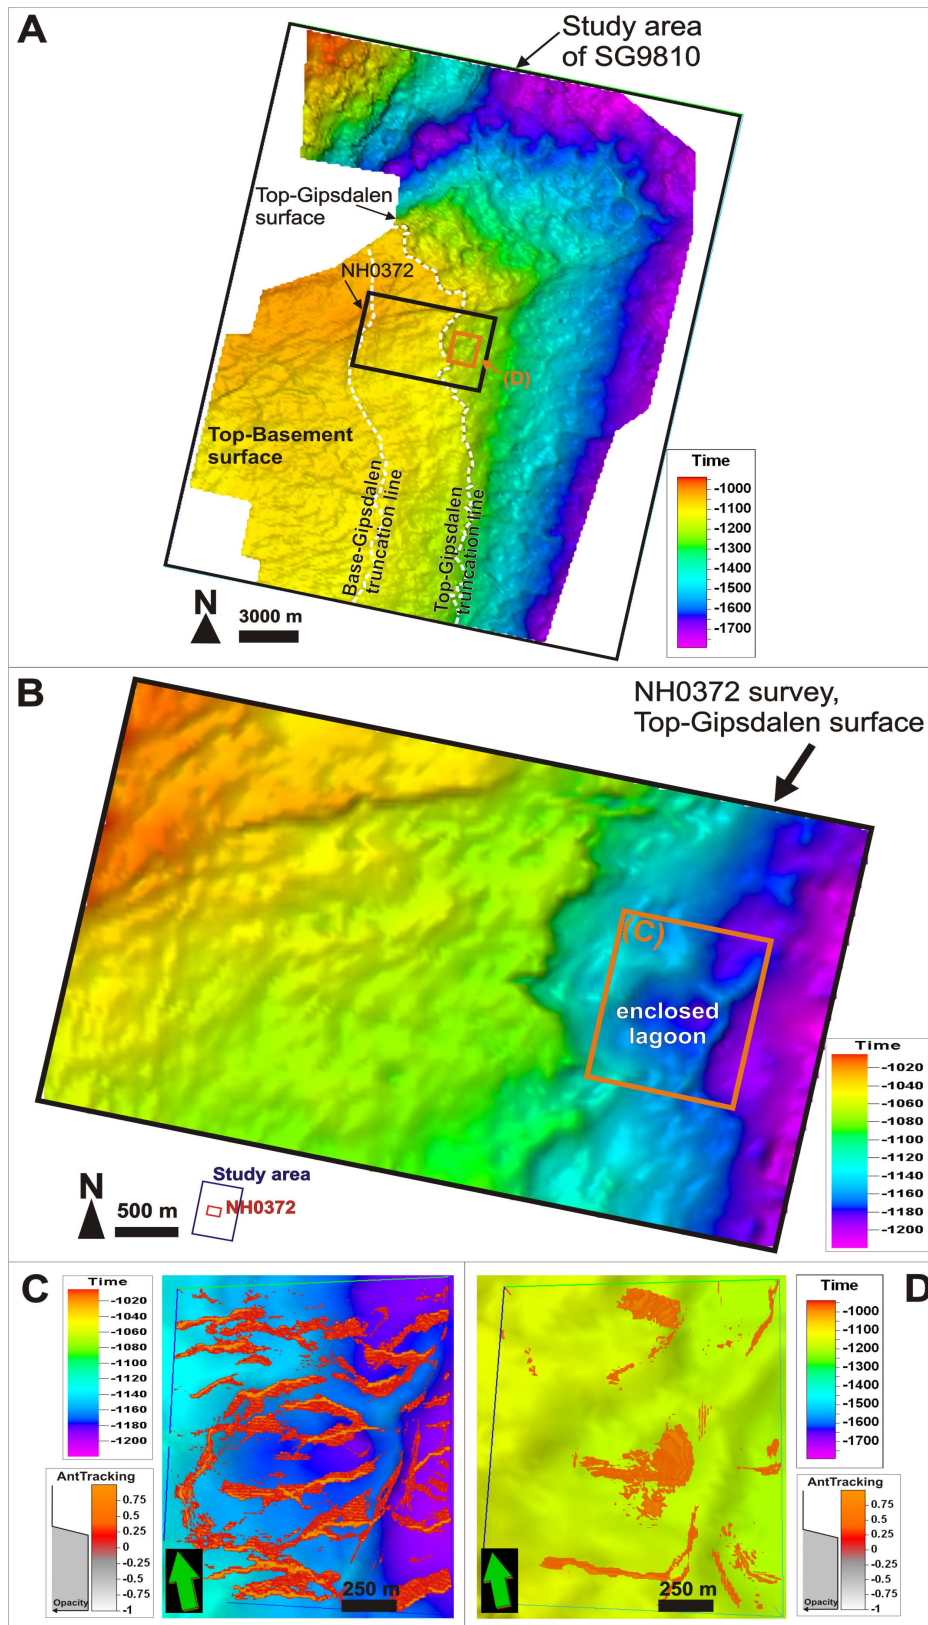 A
Study area
of SG9810
Top-Gipsdalen
surface
NH0372
(D)
Top-Basement
surface
Base-Gipsdalen
truncation line
Top-Gipsdalen
truncation line
N
3000 m
Time
-1000
-1100
-1200
-1300
-1400
-1500
-1600
-1700
B
NH0372 survey,
Top-Gipsdalen surface
(C)
enclosed
lagoon
Time
-1020
-1040
-1060
-1080
-1100
-1120
-1140
-1160
-1180
-1200
Study area
NH0372
N
500 m
C
Time
-1020
-1040
-1060
-1080
-1100
-1120
-1140
-1160
-1180
-1200
AntTracking
0.75
0.5
0.25
0
-0.25
-0.5
-0.75
-1
Opacity
250 m
D
Time
-1000
-1100
-1200
-1300
-1400
-1500
-1600
-1700
AntTracking
0.75
0.5
0.25
0
-0.25
-0.5
-0.75
-1
Opacity
250 m